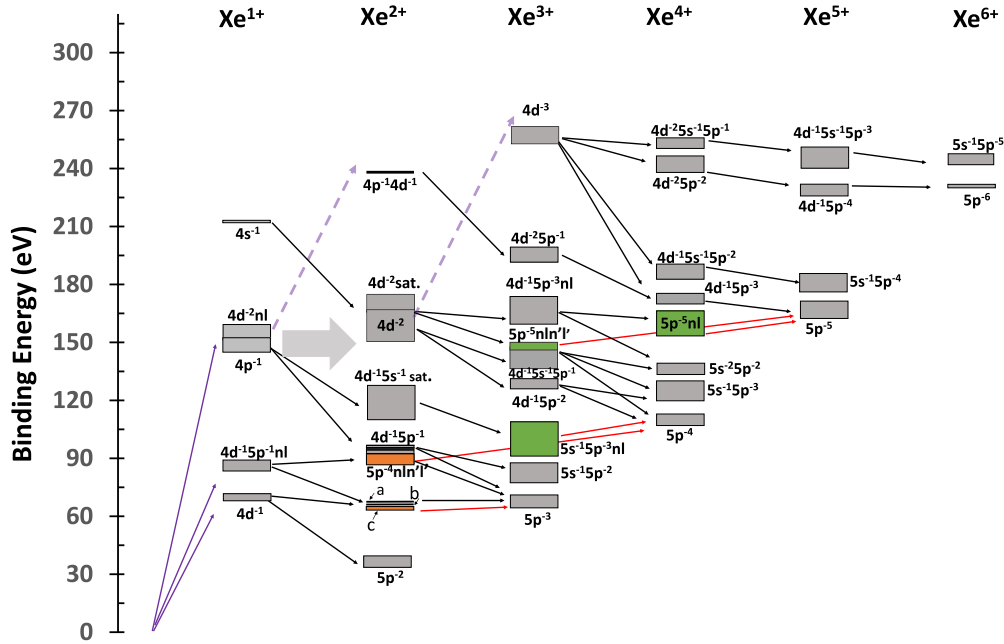 Xe¹⁺ Xe²⁺ Xe³⁺ Xe⁴⁺ Xe⁵⁺ Xe⁶⁺
Binding Energy (eV)
300
270
240
210
180
150
120
90
60
30
0
4s⁻¹
4d⁻²nl
4p⁻¹
4d⁻¹5p⁻¹nl
4d⁻¹
4p⁻¹4d⁻¹
4d⁻²sat.
4d⁻²
4d⁻¹5s⁻¹ sat.
4d⁻¹5p⁻¹
5p⁻⁴nln'l'
a
b
c
5p⁻²
4d⁻³
4d⁻²5p⁻¹
4d⁻¹5p⁻³nl
5p⁻⁵nln'l'
4d⁻¹5s⁻¹5p⁻¹
4d⁻¹5p⁻²
5s⁻¹5p⁻³nl
5s⁻¹5p⁻²
5p⁻³
4d⁻²5s⁻¹5p⁻¹
4d⁻²5p⁻²
4d⁻¹5s⁻¹5p⁻²
4d⁻¹5p⁻³
5p⁻⁵nl
5s⁻²5p⁻²
5s⁻¹5p⁻³
5p⁻⁴
4d⁻¹5s⁻¹5p⁻³
4d⁻¹5p⁻⁴
5s⁻¹5p⁻⁴
5p⁻⁵
5s⁻¹5p⁻⁵
5p⁻⁶